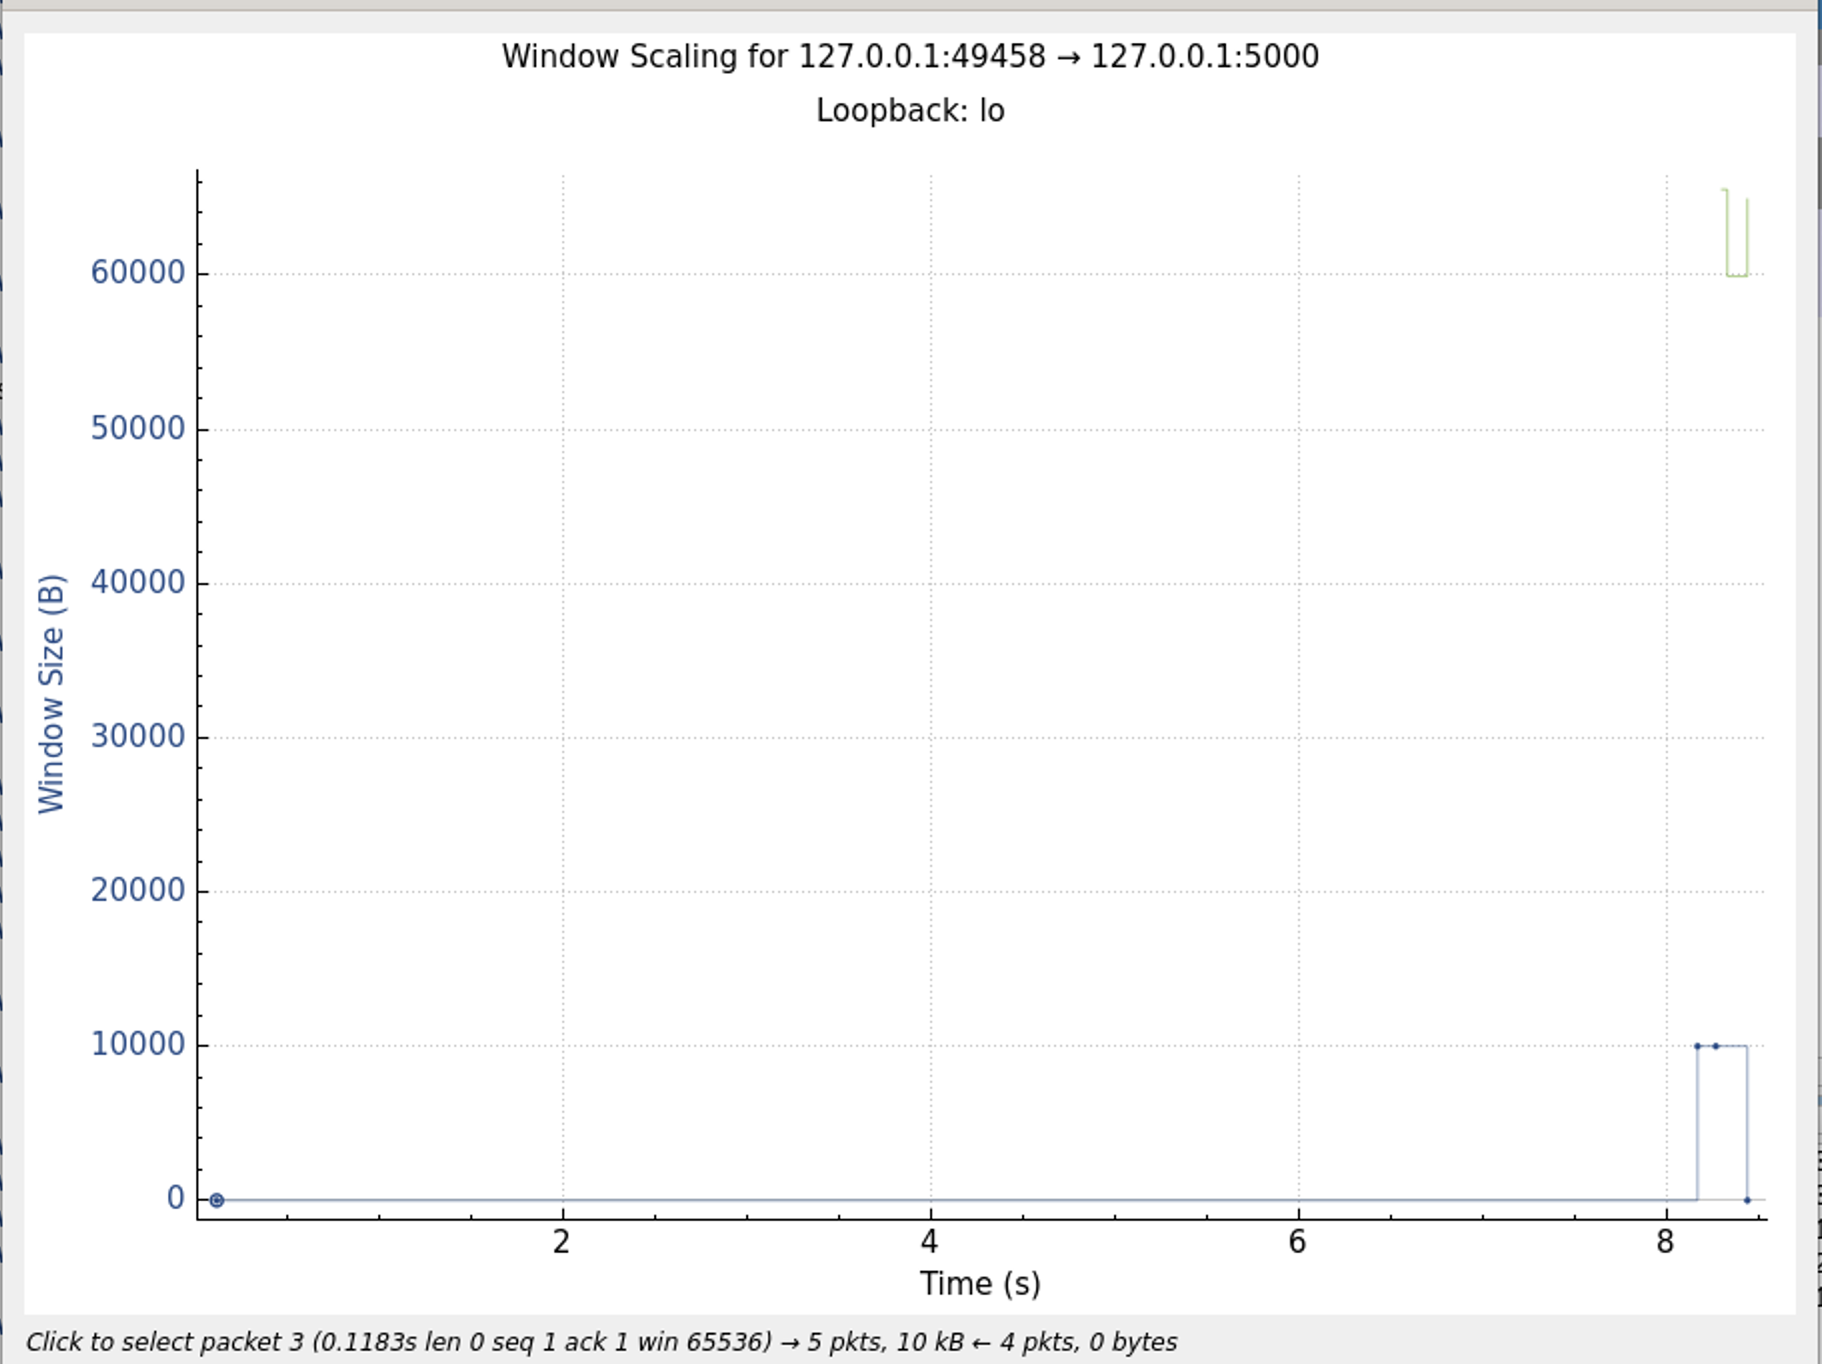 Window Scaling for 127.0.0.1:49458 → 127.0.0.1:5000
Loopback: lo
Window Size (B)
60000
50000
40000
30000
20000
10000
0
2 4 6 8
Time (s)
Click to select packet 3 (0.1183s len 0 seq 1 ack 1 win 65536) → 5 pkts, 10 kB ← 4 pkts, 0 bytes